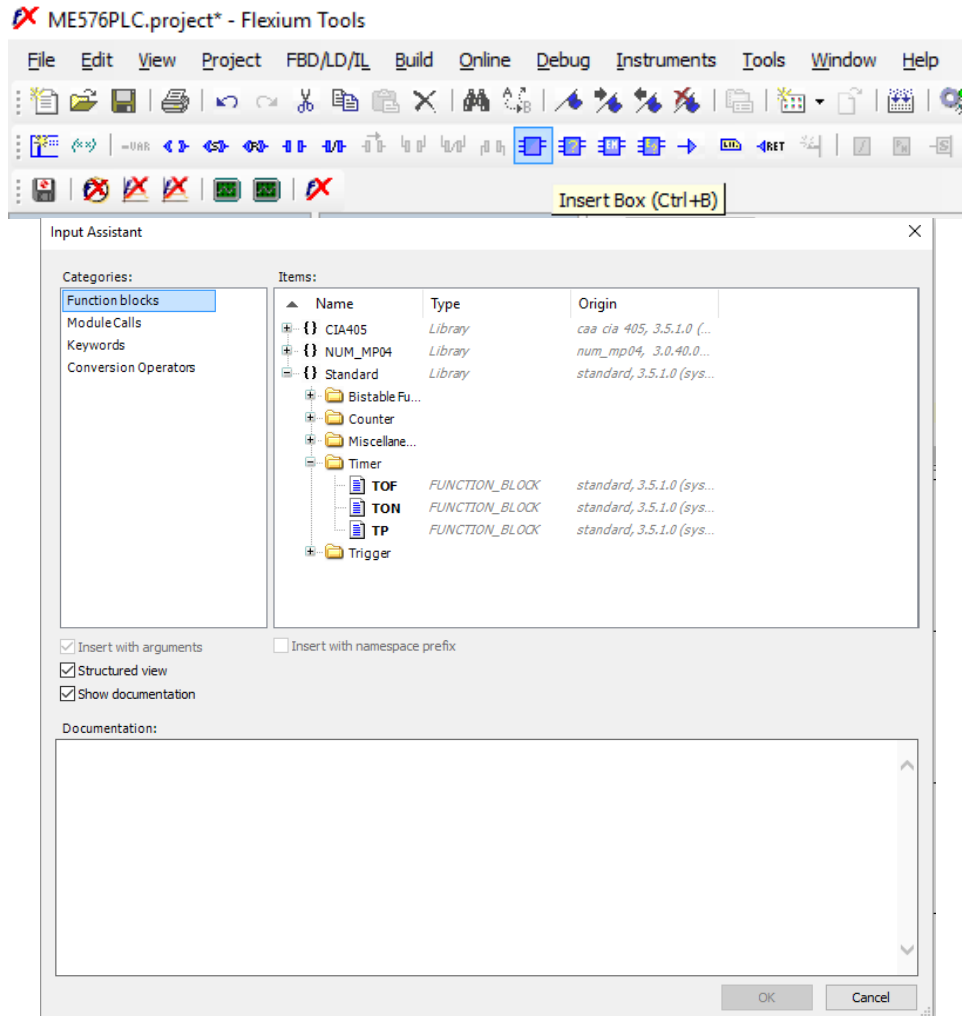 ME576PLC.project* - Flexium Tools
File Edit View Project FBD/LD/IL Build Online Debug Instruments Tools Window Help
VAR RET
Insert Box (Ctrl+B)
Input Assistant
Categories: Items:
Function blocks Name Type Origin
ModuleCalls {} CIA405 Library caa cia 405, 3.5.1.0 (...
Keywords {} NUM_MP04 Library num_mp04, 3.0.40.0...
Conversion Operators {} Standard Library standard, 3.5.1.0 (sys...
Bistable Fu...
Counter
Miscellane...
Timer
TOF FUNCTION_BLOCK standard, 3.5.1.0 (sys...
TON FUNCTION_BLOCK standard, 3.5.1.0 (sys...
TP FUNCTION_BLOCK standard, 3.5.1.0 (sys...
Trigger
Insert with arguments Insert with namespace prefix
Structured view
Show documentation
Documentation:
OK Cancel